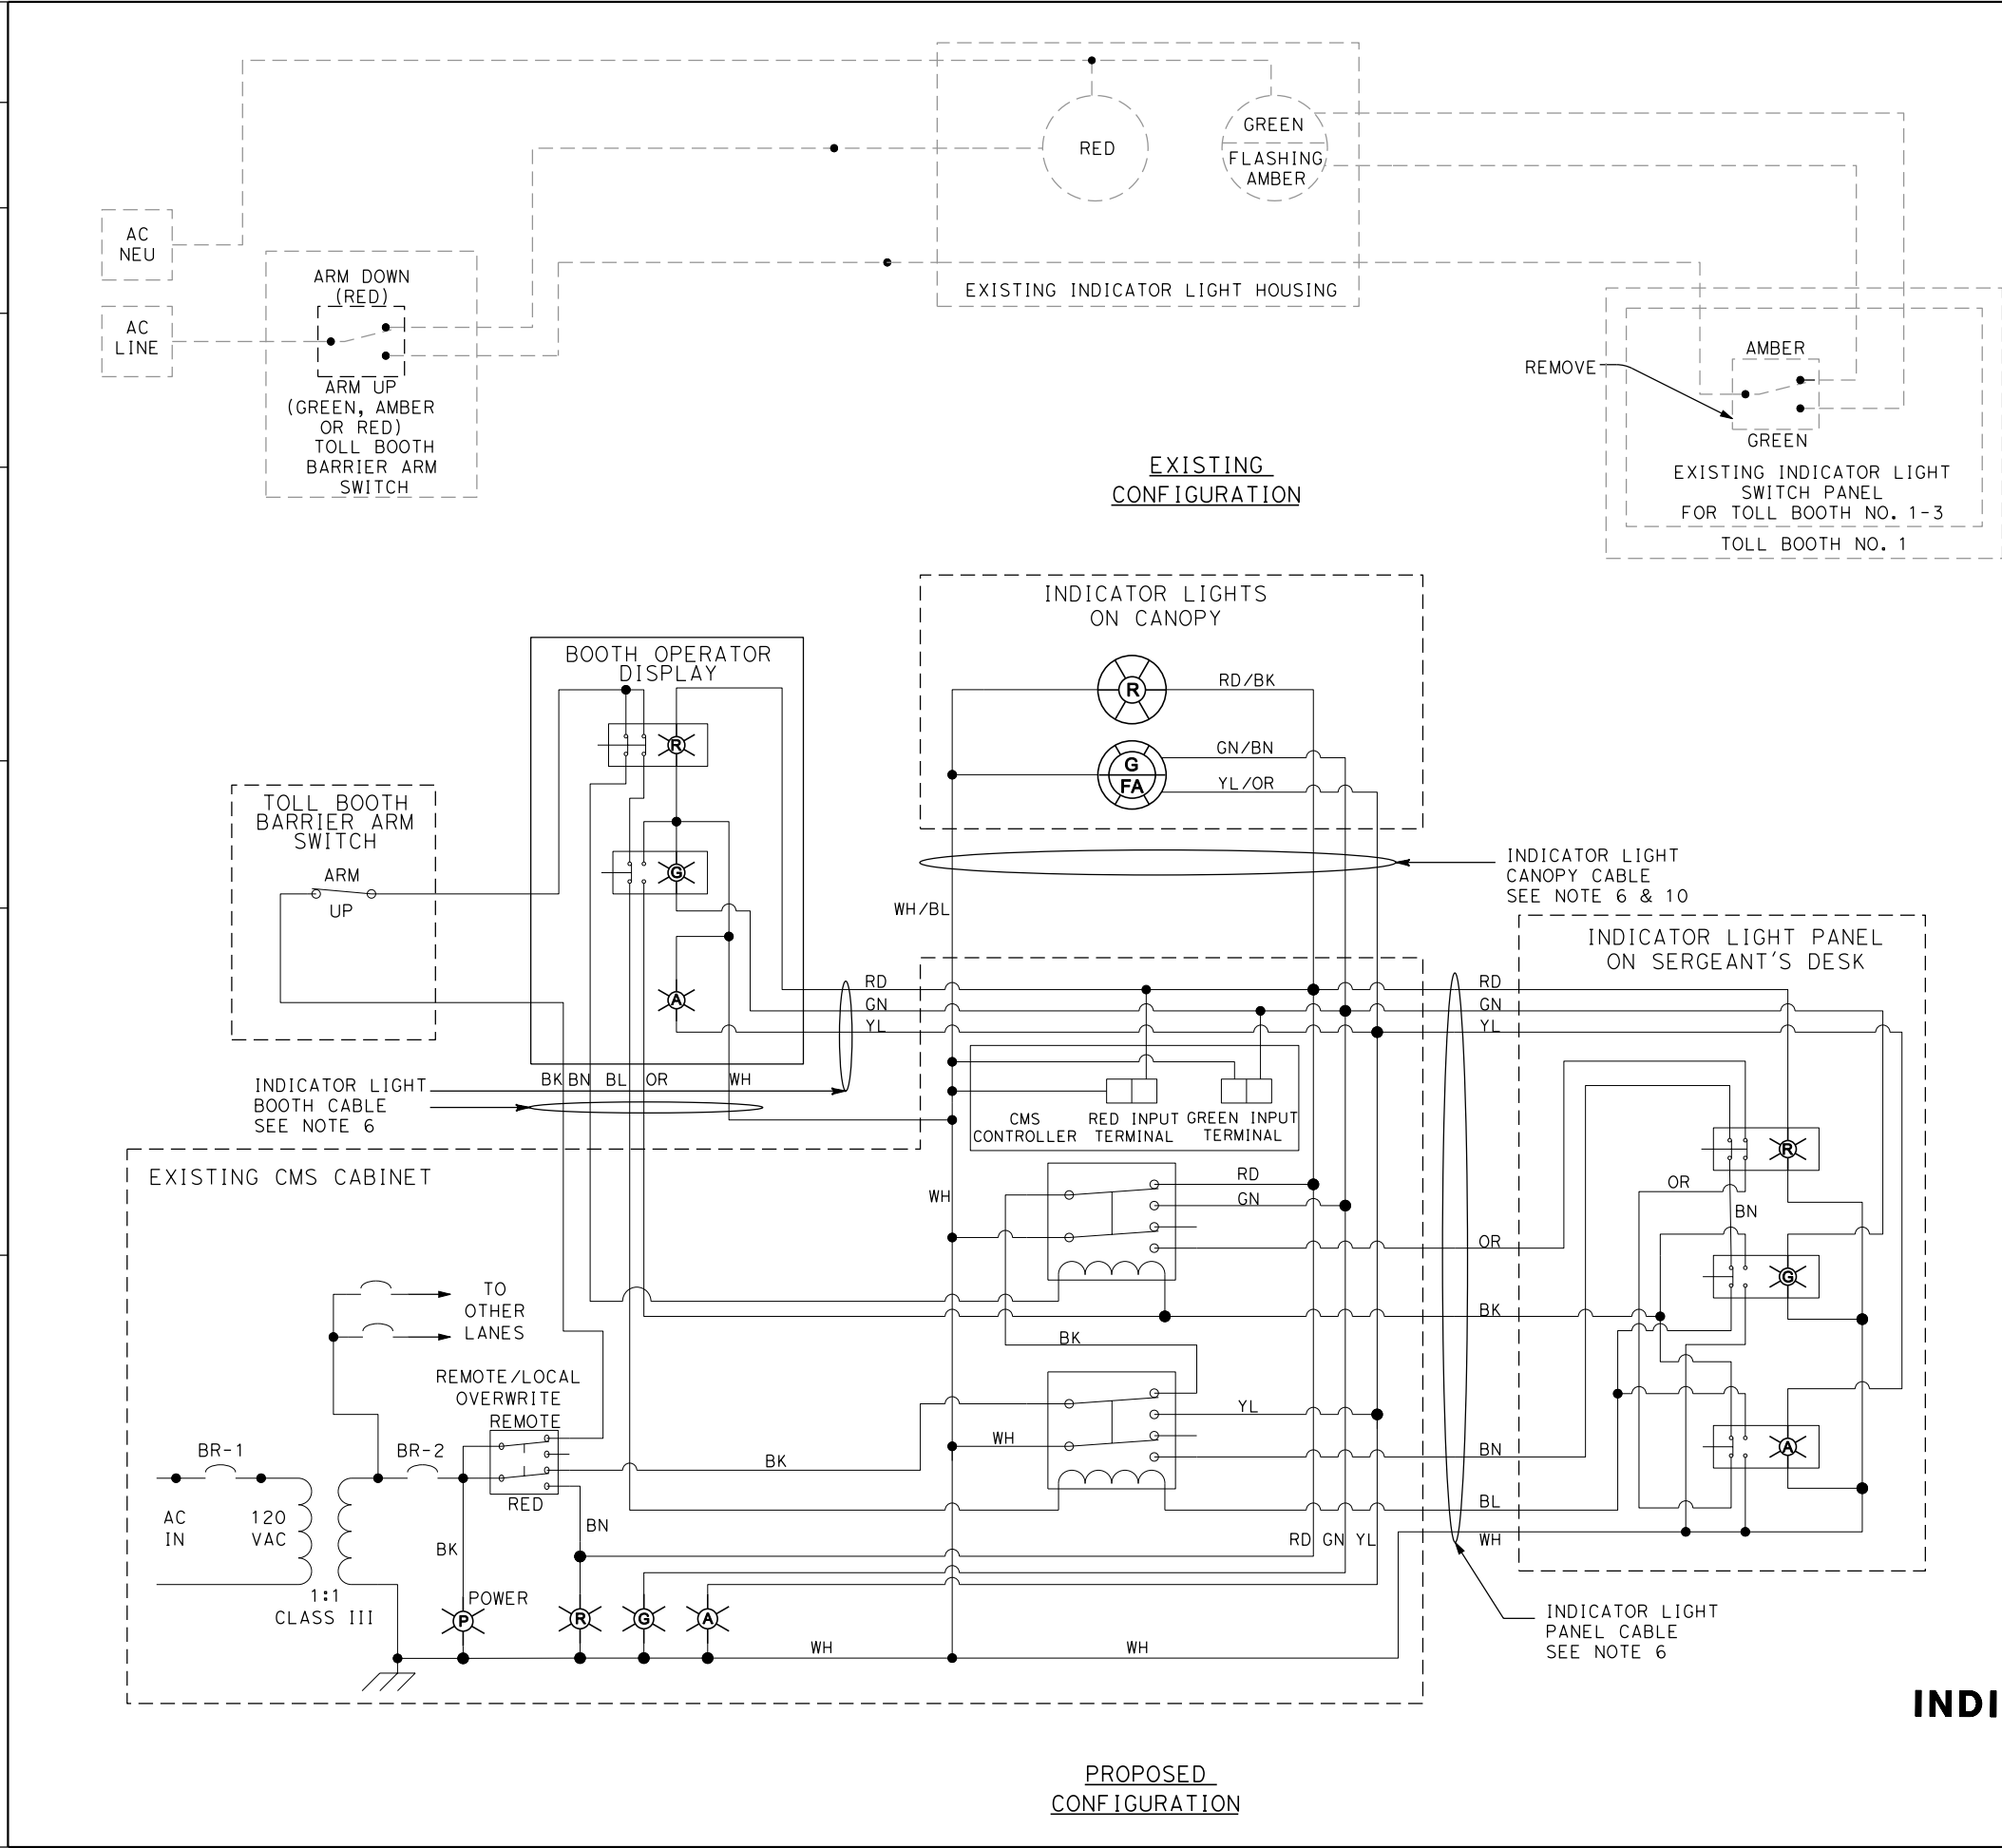 RED
GREEN
FLASHING
AMBER
AC
NEU
ARM DOWN
(RED)
AC
LINE
ARM UP
(GREEN, AMBER
OR RED)
TOLL BOOTH
BARRIER ARM
SWITCH
EXISTING INDICATOR LIGHT HOUSING
REMOVE
AMBER
GREEN
EXISTING INDICATOR LIGHT
SWITCH PANEL
FOR TOLL BOOTH NO. 1-3
TOLL BOOTH NO. 1
EXISTING
CONFIGURATION
INDICATOR LIGHTS
ON CANOPY
R
RD/BK
G
FA
GN/BN
YL/OR
BOOTH OPERATOR
DISPLAY
R
G
A
TOLL BOOTH
BARRIER ARM
SWITCH
ARM
UP
INDICATOR LIGHT
CANOPY CABLE
SEE NOTE 6 & 10
WH/BL
INDICATOR LIGHT PANEL
ON SERGEANT'S DESK
RD
GN
YL
RD
GN
YL
BK BN BL OR WH
INDICATOR LIGHT
BOOTH CABLE
SEE NOTE 6
CMS
CONTROLLER
RED INPUT
TERMINAL
GREEN INPUT
TERMINAL
EXISTING CMS CABINET
WH
RD
GN
OR
BK
R
OR
BN
G
A
TO
OTHER
LANES
BK
REMOTE/LOCAL
OVERWRITE
REMOTE
RED
BR-1
BR-2
AC
IN
120
VAC
1:1
CLASS III
BK
YL
WH
BK
BN
BL
WH
BN
RD GN YL
POWER
P
R
G
A
WH
WH
INDICATOR LIGHT
PANEL CABLE
SEE NOTE 6
INDI
PROPOSED
CONFIGURATION